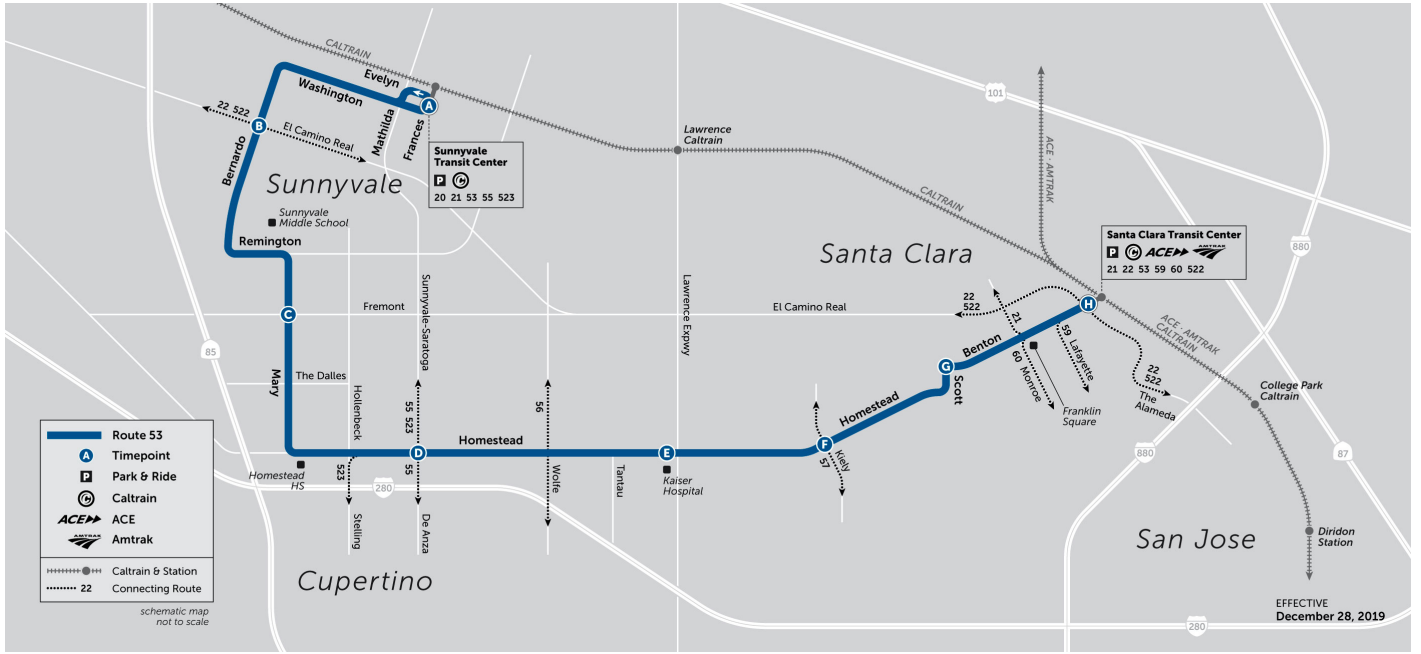 CALTRAIN
Evelyn
Washington
A
22 522
B
El Camino Real
Mathilda
Frances
Bernardo
Sunnyvale
Transit Center
P C
20 21 53 55 523
Sunnyvale
Sunnyvale
Middle School
Remington
Lawrence
Caltrain
101
ACE · AMTRAK
CALTRAIN
880
Santa Clara
Santa Clara Transit Center
P C ACE AMTRAK
21 22 53 59 60 522
H
C
Fremont
Sunnyvale-Saratoga
Lawrence Expwy
El Camino Real
22
522
21
59
Lafayette
ACE · AMTRAK
CALTRAIN
85
Mary
The Dalles
Hollenbeck
G
Benton
Scott
60
Monroe
Franklin
Square
22
522
The
Alameda
College Park
Caltrain
55 523
56
Homestead
Homestead
F
D
E
Kiely
57
880
87
Homestead
HS
523
280
55
Wolfe
Tantau
Kaiser
Hospital
Stelling
De Anza
Cupertino
San Jose
Diridon
Station
Route 53
A Timepoint
P Park & Ride
C Caltrain
ACE ACE
AMTRAK Amtrak
Caltrain & Station
22 Connecting Route
schematic map
not to scale
280
EFFECTIVE
December 28, 2019